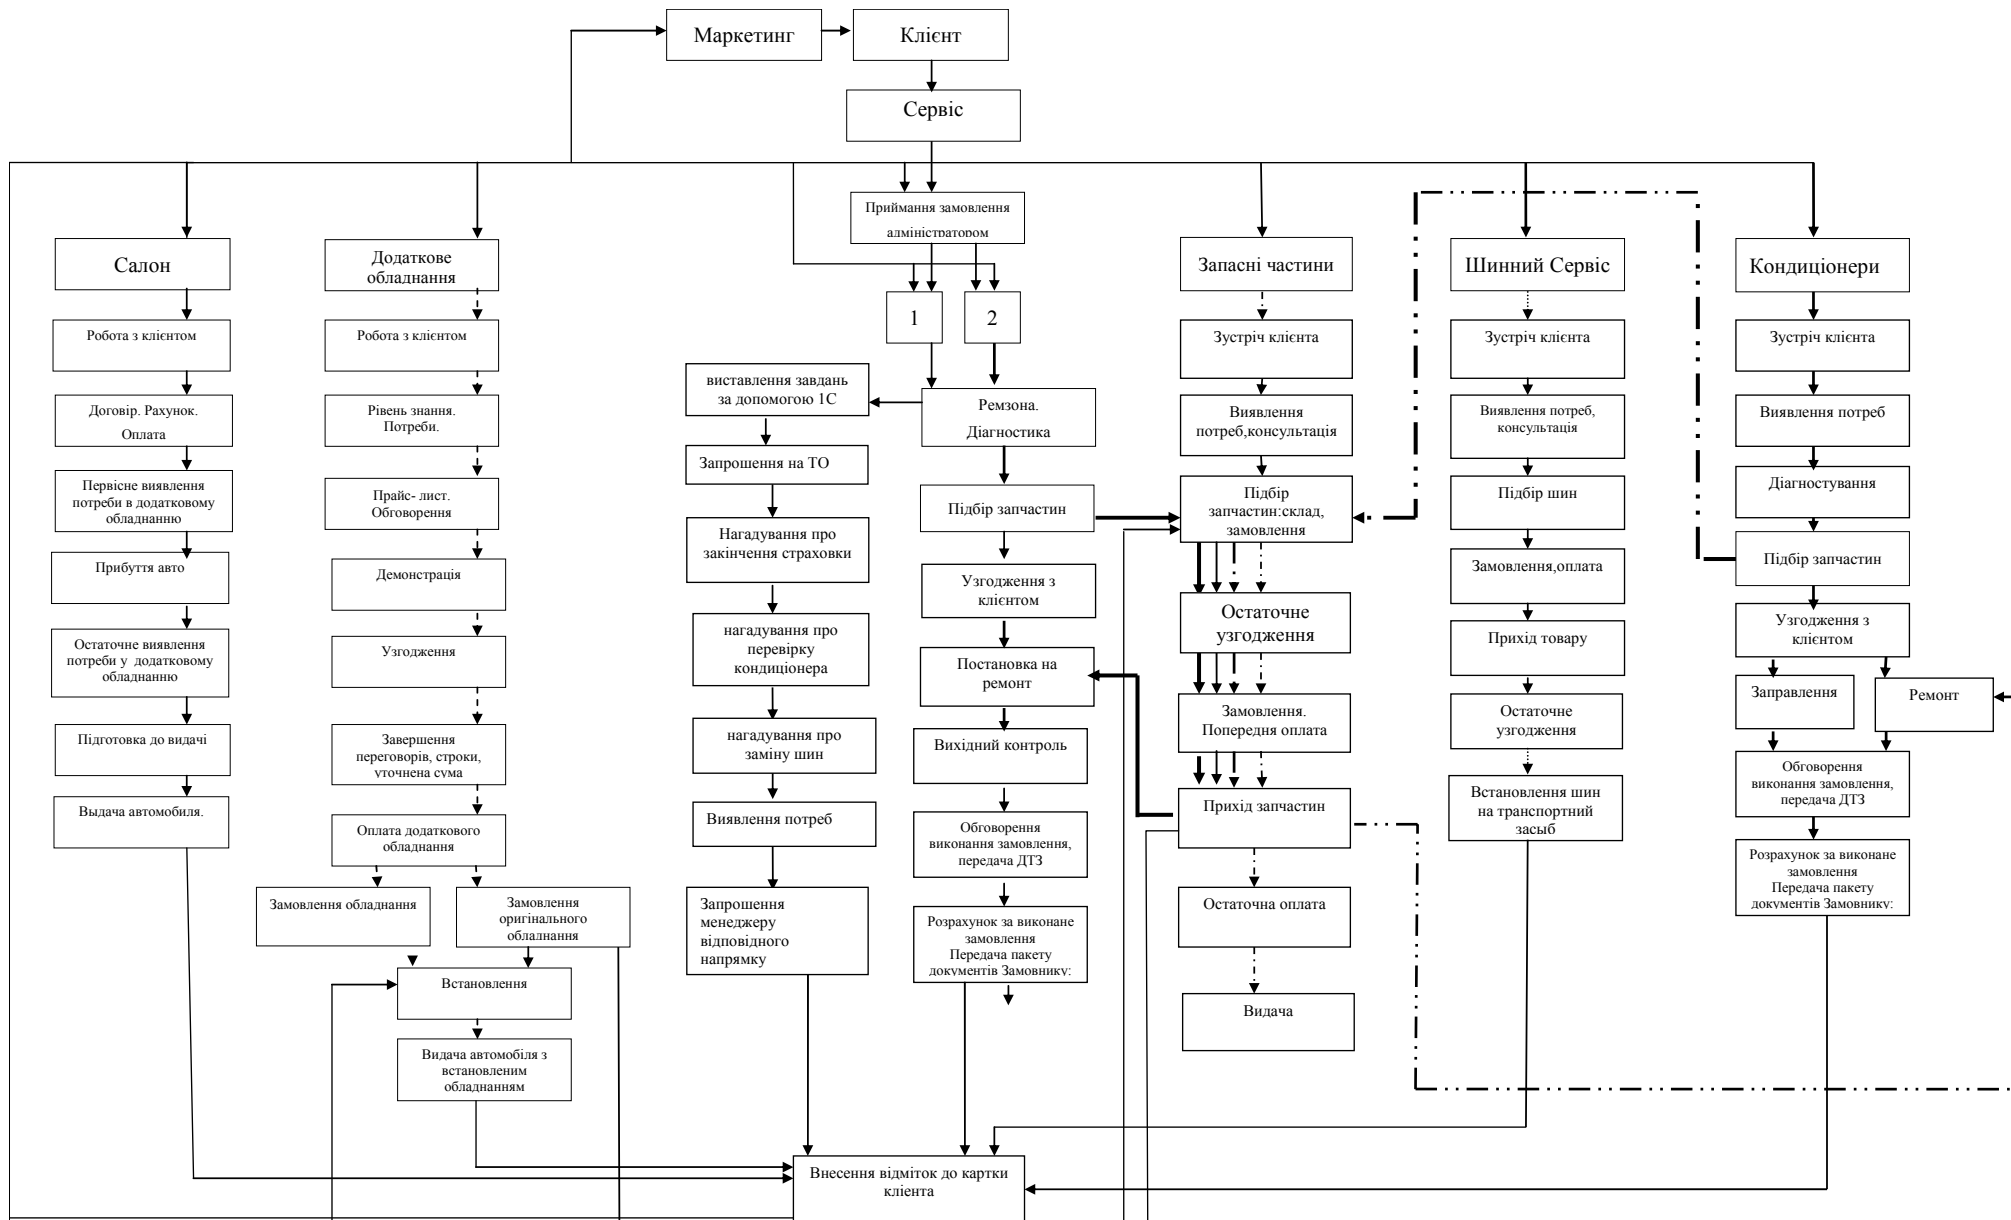 Маркетинг
Клієнт
Сервіс
Приймання замовлення
адміністратором
Салон
Додаткове
обладнання
1
2
Запасні частини
Шинний Сервіс
Кондиціонери
Робота з клієнтом
Договір. Рахунок.
Оплата
Первісне виявлення
потреби в додатковому
обладнанню
Прибуття авто
Остаточне виявлення
потреби у додатковому
обладнанню
Підготовка до видачі
Выдача автомобиля.
Робота з клієнтом
Рівень знання.
Потреби.
Прайс- лист.
Обговорення
Демонстрація
Узгодження
Завершення
переговорів, строки,
уточнена сума
Оплата додаткового
обладнання
Замовлення обладнання
Замовлення
оригінального
обладнання
Встановлення
Видача автомобіля з
встановленим
обладнанням
виставлення завдань
за допомогою 1С
Запрошення на ТО
Нагадування про
закінчення страховки
нагадування про
перевірку
кондиціонера
нагадування про
заміну шин
Виявлення потреб
Запрошення
менеджеру
відповідного
напрямку
Ремзона.
Діагностика
Підбір запчастин
Узгодження з
клієнтом
Постановка на
ремонт
Вихідний контроль
Обговорення
виконання замовлення,
передача ДТЗ
Розрахунок за виконане
замовлення
Передача пакету
документів Замовнику:
Зустріч клієнта
Виявлення
потреб,консультація
Підбір
запчастин:склад,
замовлення
Остаточне
узгодження
Замовлення.
Попередня оплата
Прихід запчастин
Остаточна оплата
Видача
Зустріч клієнта
Виявлення потреб,
консультація
Підбір шин
Замовлення,оплата
Прихід товару
Остаточне
узгодження
Встановлення шин
на транспортний
засыб
Зустріч клієнта
Виявлення потреб
Діагностування
Підбір запчастин
Узгодження з
клієнтом
Заправлення
Ремонт
Обговорення
виконання замовлення,
передача ДТЗ
Розрахунок за виконане
замовлення
Передача пакету
документів Замовнику:
Внесення відміток до картки
клієнта